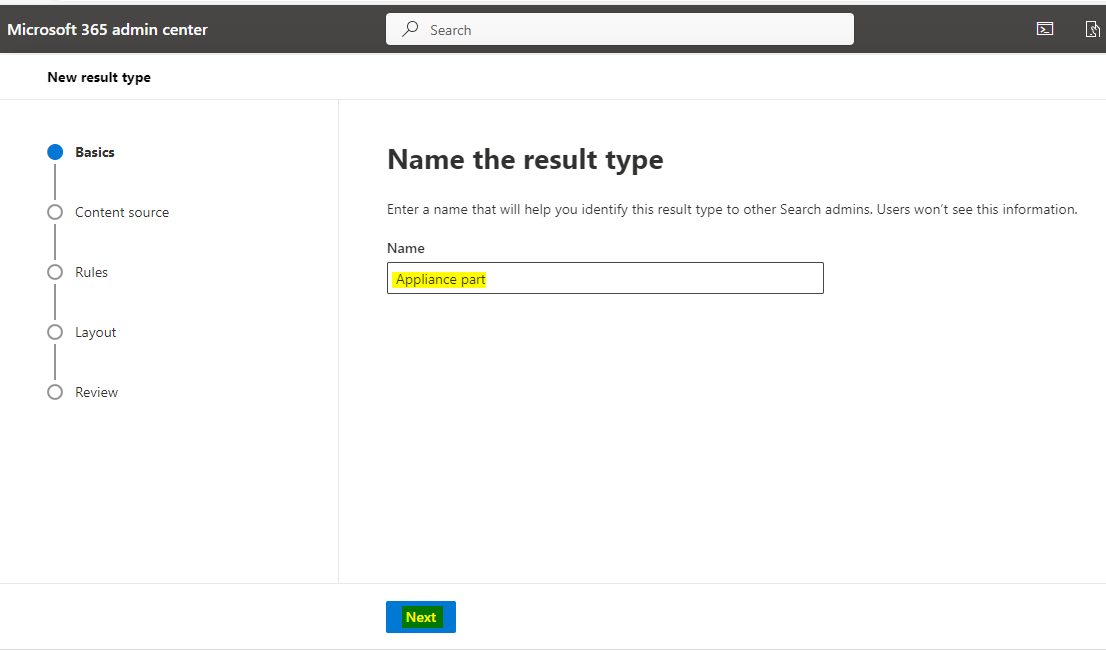 Microsoft 365 admin center
Search
New result type
Basics
Content source
Rules
Layout
Review
Name the result type
Enter a name that will help you identify this result type to other Search admins. Users won't see this information.
Name
Appliance part
Next